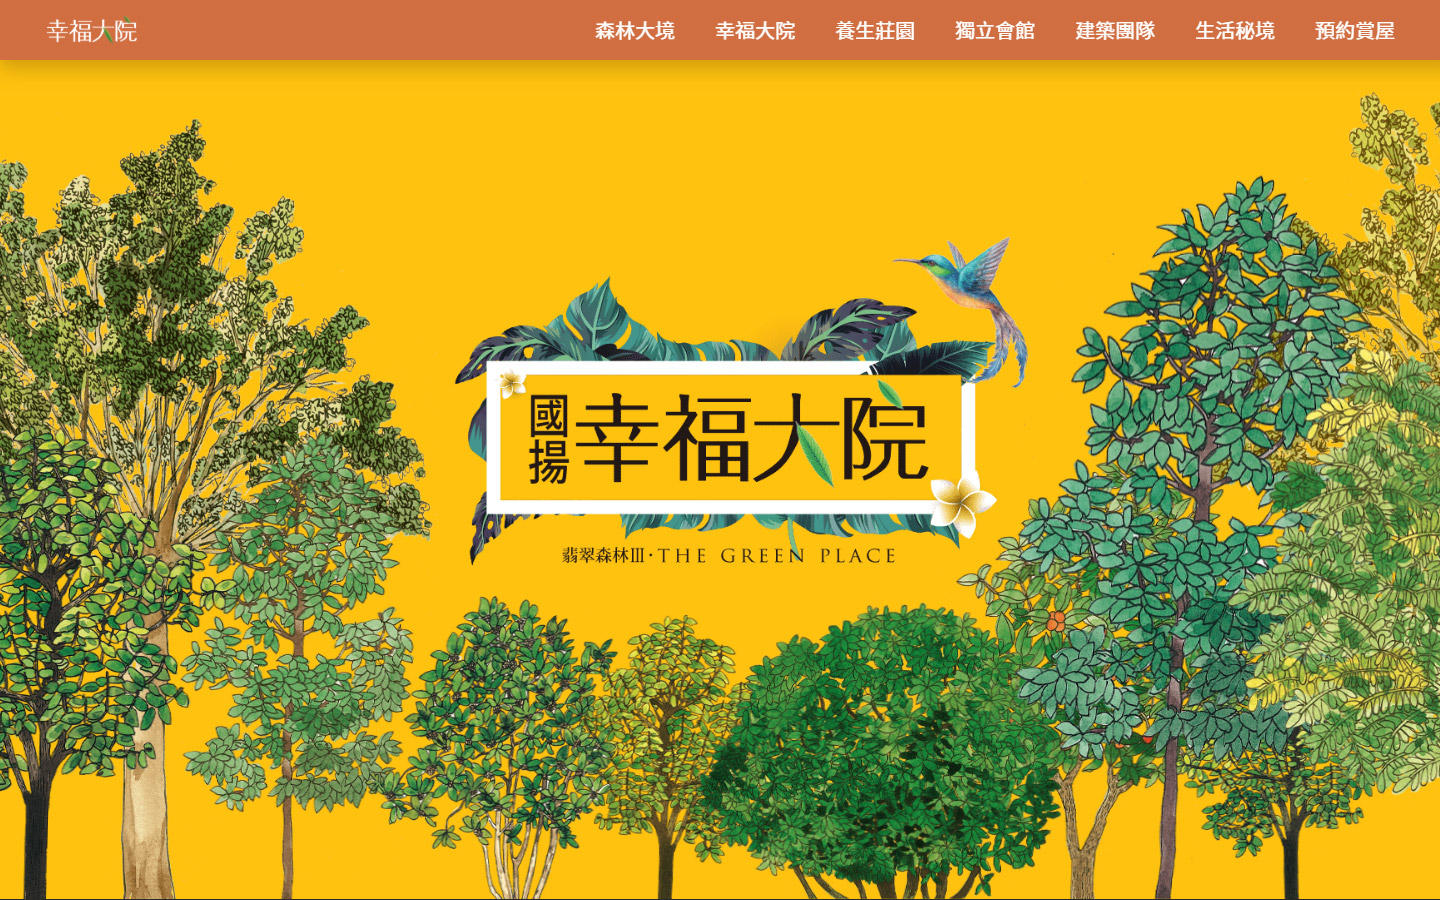 幸福大院
森林大境
幸福大院
養生莊園
獨立會館
建築團隊
生活秘境
預約賞屋
國揚 幸福大院
翡翠森林III·THE GREEN PLACE